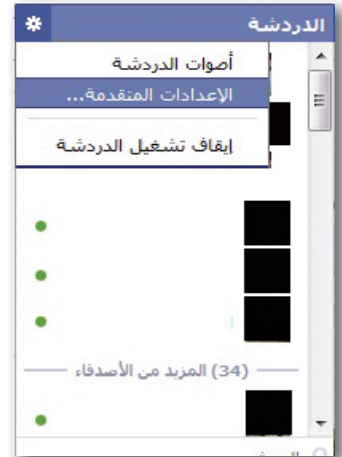 الدردشة
أصوات الدردشة
الإعدادات المتقدمة...
إيقاف تشغيل الدردشة
(34) المزيد من الأصدقاء